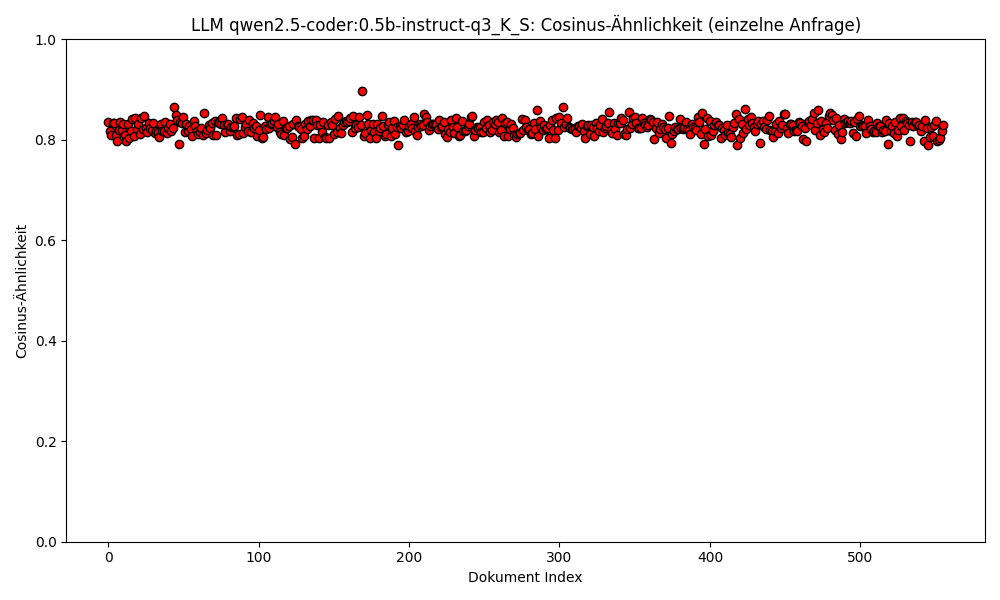 LLM qwen2.5-coder:0.5b-instruct-q3_K_S: Cosinus-Ähnlichkeit (einzelne Anfrage)
1.0
0.8
0.6
0.4
0.2
0.0
Cosinus-Ähnlichkeit
0 100 200 300 400 500
Dokument Index